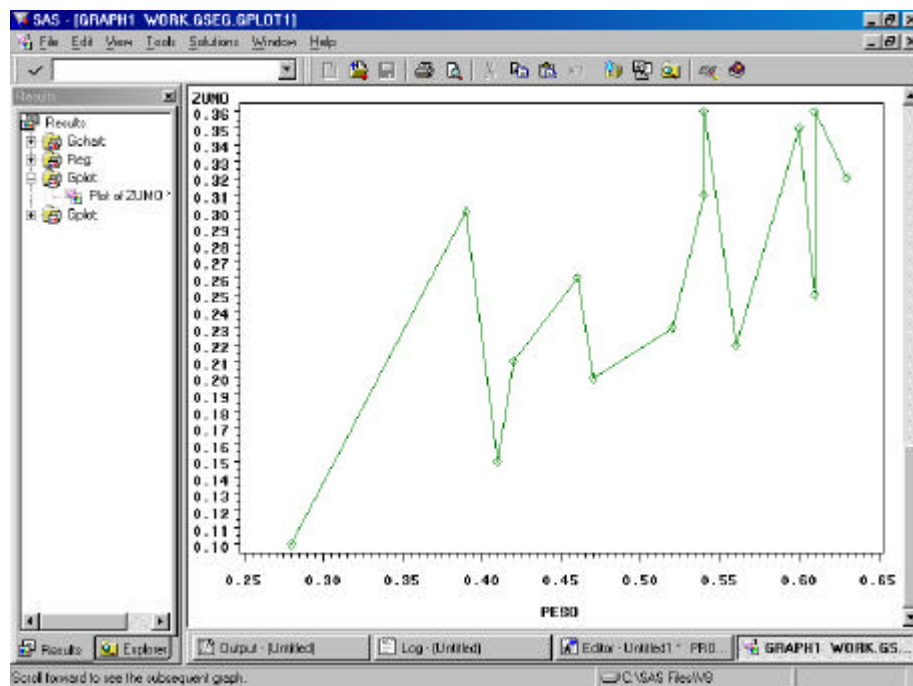 SAS - [GRAPH1 WORK.GSEG.GPLOT1]
File Edit View Tools Solutions Window Help
Results
Results
Gchart
Reg
Gplot
Plot of ZUMO *
Gplot
Results
Explorer
ZUMO
0.36
0.35
0.34
0.33
0.32
0.31
0.30
0.29
0.28
0.27
0.26
0.25
0.24
0.23
0.22
0.21
0.20
0.19
0.18
0.17
0.16
0.15
0.14
0.13
0.12
0.11
0.10
0.25 0.30 0.35 0.40 0.45 0.50 0.55 0.60 0.65
PESO
Output - (Untitled)
Log - (Untitled)
Editor - Untitled1 * PRO...
GRAPH1 WORK.GS...
Scroll forward to see the subsequent graph.
C:\SAS Files\V8